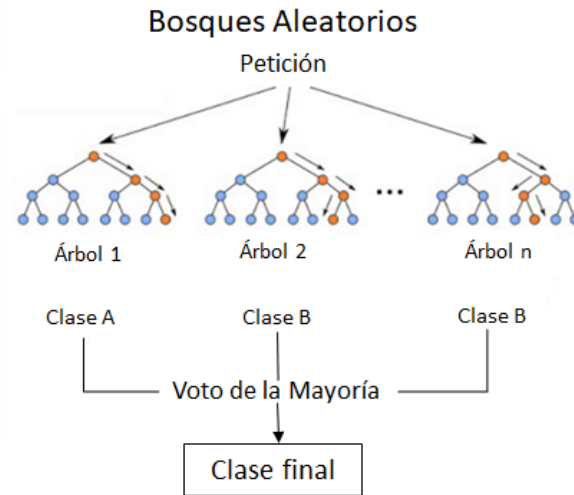 Bosques Aleatorios
Petición
...
Árbol 1
Árbol 2
Árbol n
Clase A
Clase B
Clase B
Voto de la Mayoría
Clase final